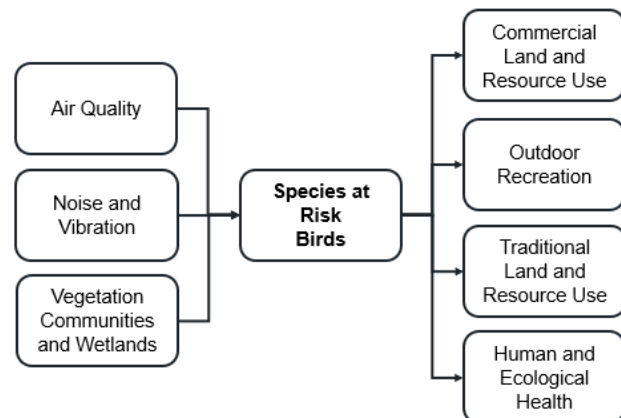 Air Quality
Noise and
Vibration
Vegetation
Communities
and Wetlands
Species at
Risk
Birds
Commercial
Land and
Resource Use
Outdoor
Recreation
Traditional
Land and
Resource Use
Human and
Ecological
Health